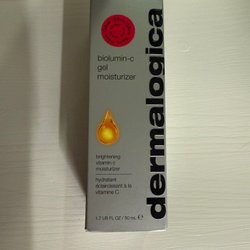 biolumin-c
gel
moisturizer
brightening
vitamin-c
moisturizer
hydratant
éclaircissant à la
vitamine C
1.7 US FL OZ / 50 mL ℮
dermalogica